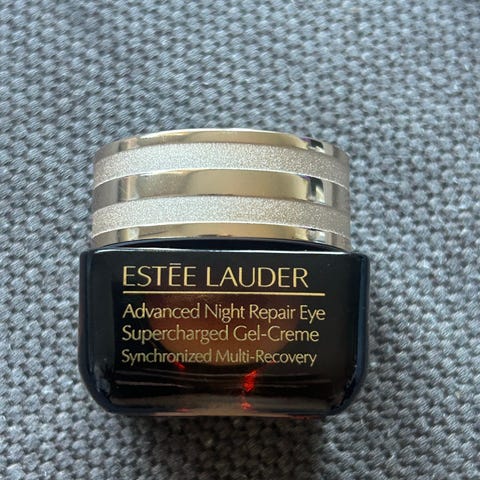 ESTĒE LAUDER
Advanced Night Repair Eye
Supercharged Gel-Creme
Synchronized Multi-Recovery